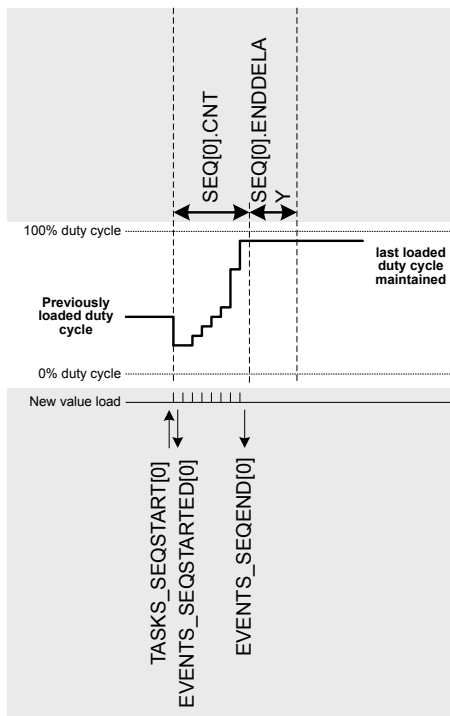 SEQ[0].CNT
SEQ[0].ENDDELA
Y
100% duty cycle
last loaded
duty cycle
maintained
Previously
loaded duty
cycle
0% duty cycle
New value load
TASKS_SEQSTART[0]
EVENTS_SEQSTARTED[0]
EVENTS_SEQEND[0]